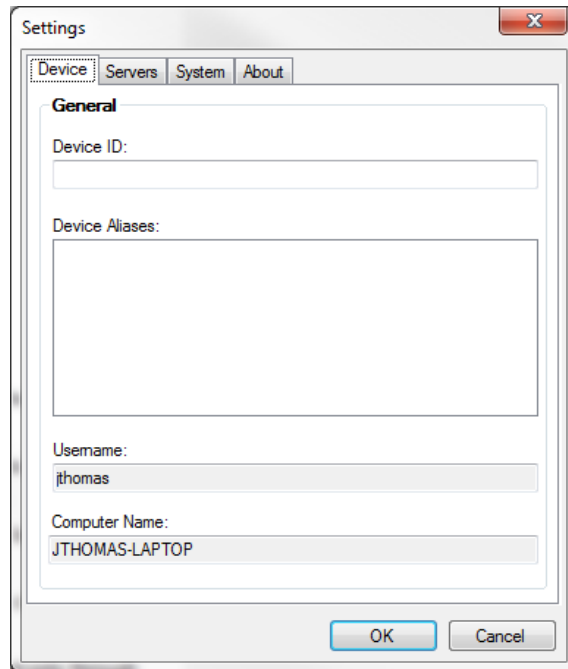 Settings
Device Servers System About
General
Device ID:
Device Aliases:
Username:
jthomas
Computer Name:
JTHOMAS-LAPTOP
OK Cancel